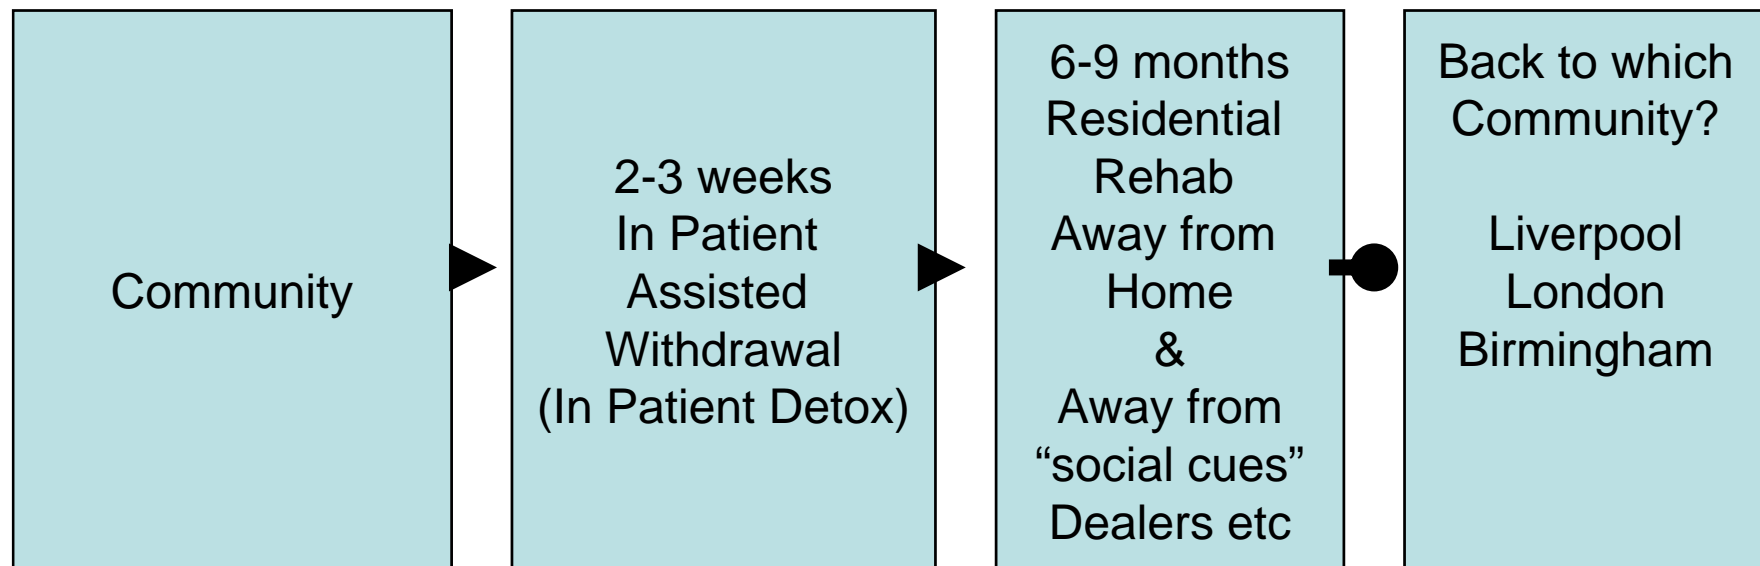 Community
2-3 weeks
In Patient
Assisted
Withdrawal
(In Patient Detox)
6-9 months
Residential
Rehab
Away from
Home
&
Away from
“social cues”
Dealers etc
Back to which
Community?
Liverpool
London
Birmingham